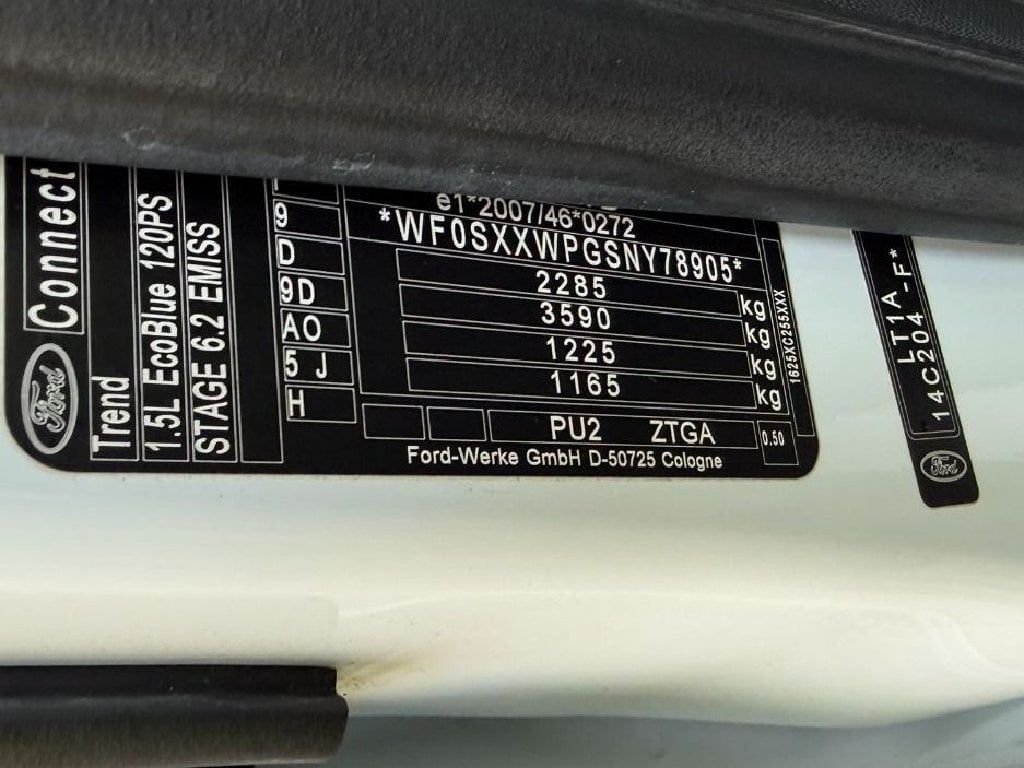 Connect
Ford
Trend
1.5L EcoBlue 120PS
STAGE 6.2 EMISS
9
D
9D
AO
5 J
H
e1*2007/46*0272
*WF0SXXWPGSNY78905*
2285 kg
3590 kg
1225 kg
1165 kg
PU2 ZTGA 0.50
Ford-Werke GmbH D-50725 Cologne
1625XC255XXX
* LT1A
14C204 _F*
Ford